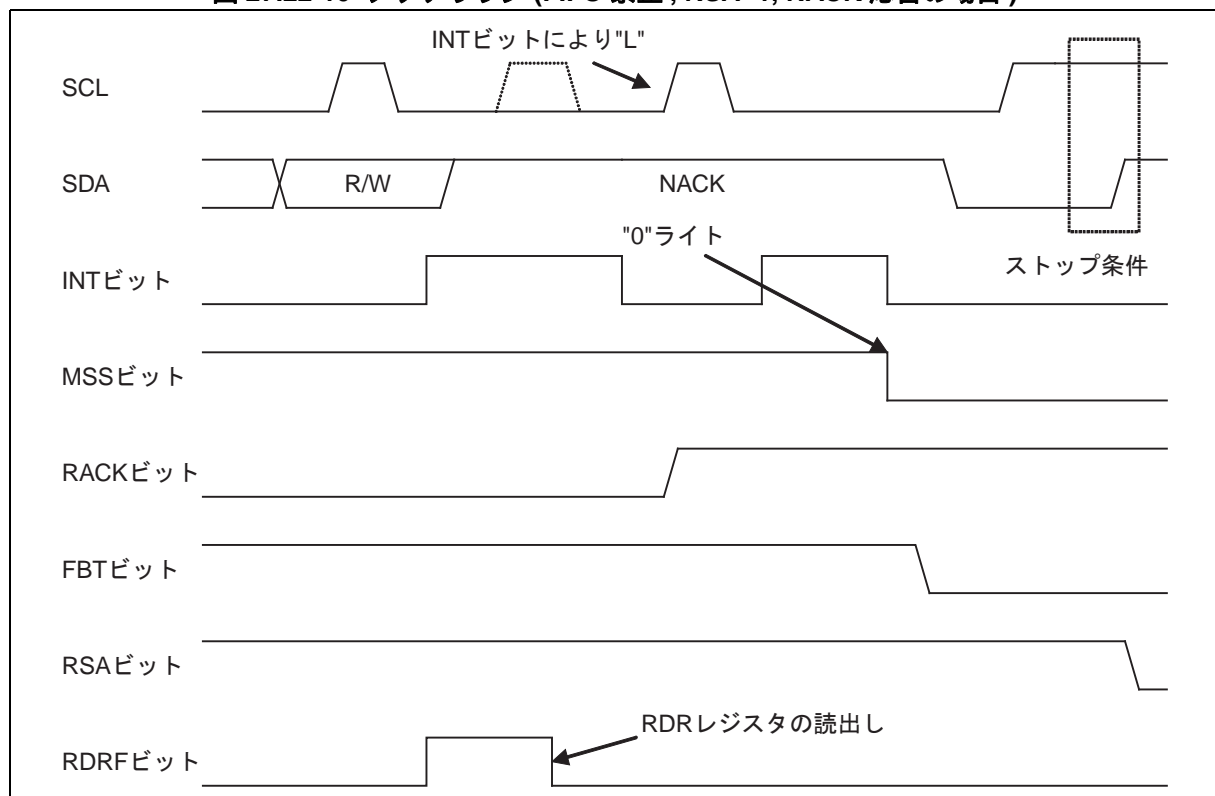 INTビットにより"L"
SCL
SDA
R/W
NACK
"0"ライト
ストップ条件
INTビット
MSSビット
RACKビット
FBTビット
RSAビット
RDRレジスタの読出し
RDRFビット